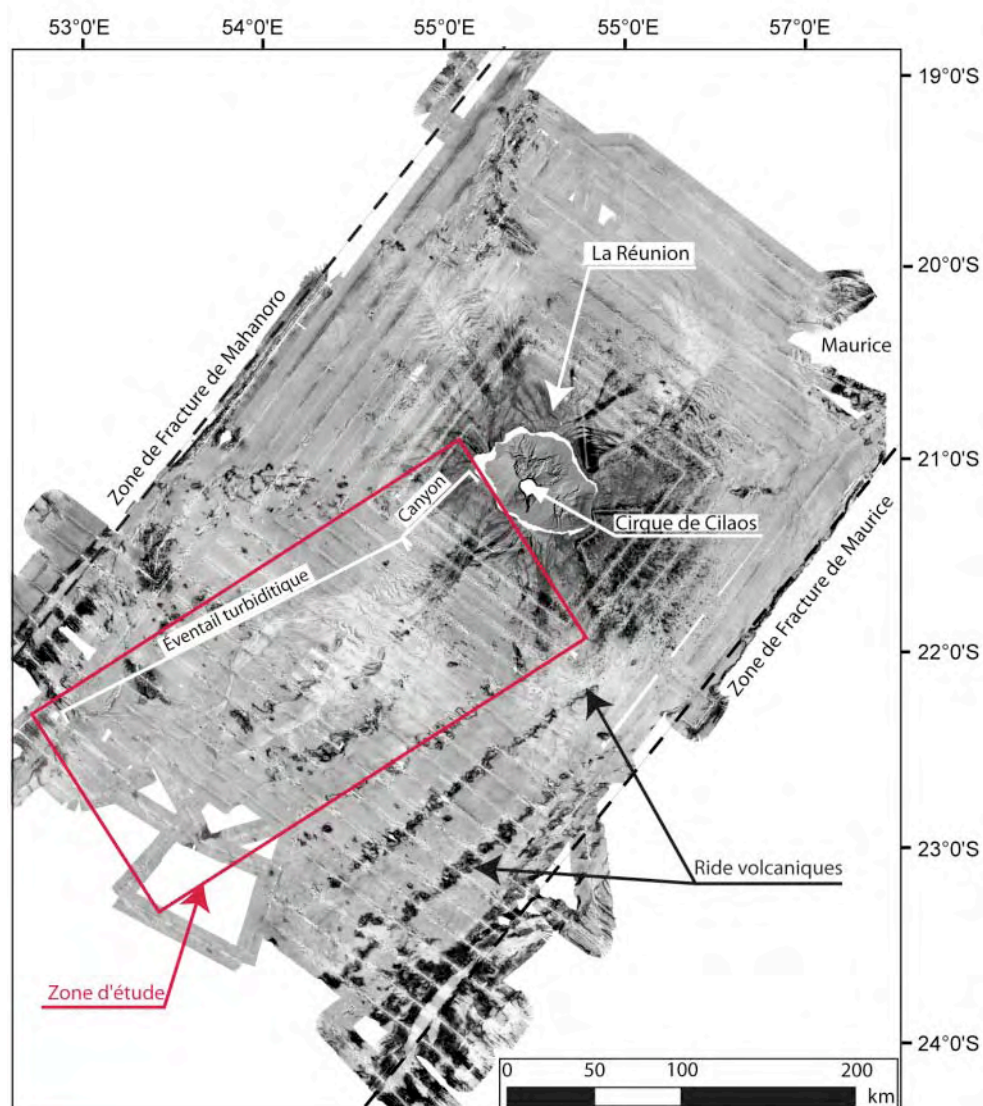 53°0'E 54°0'E 55°0'E 55°0'E 57°0'E
19°0'S
20°0'S
21°0'S
22°0'S
23°0'S
24°0'S
La Réunion
Maurice
Zone de Fracture de Mahanoro
Canyon
Cirque de Cilaos
Éventail turbiditique
Zone de Fracture de Maurice
Ride volcaniques
Zone d'étude
0 50 100 200
km